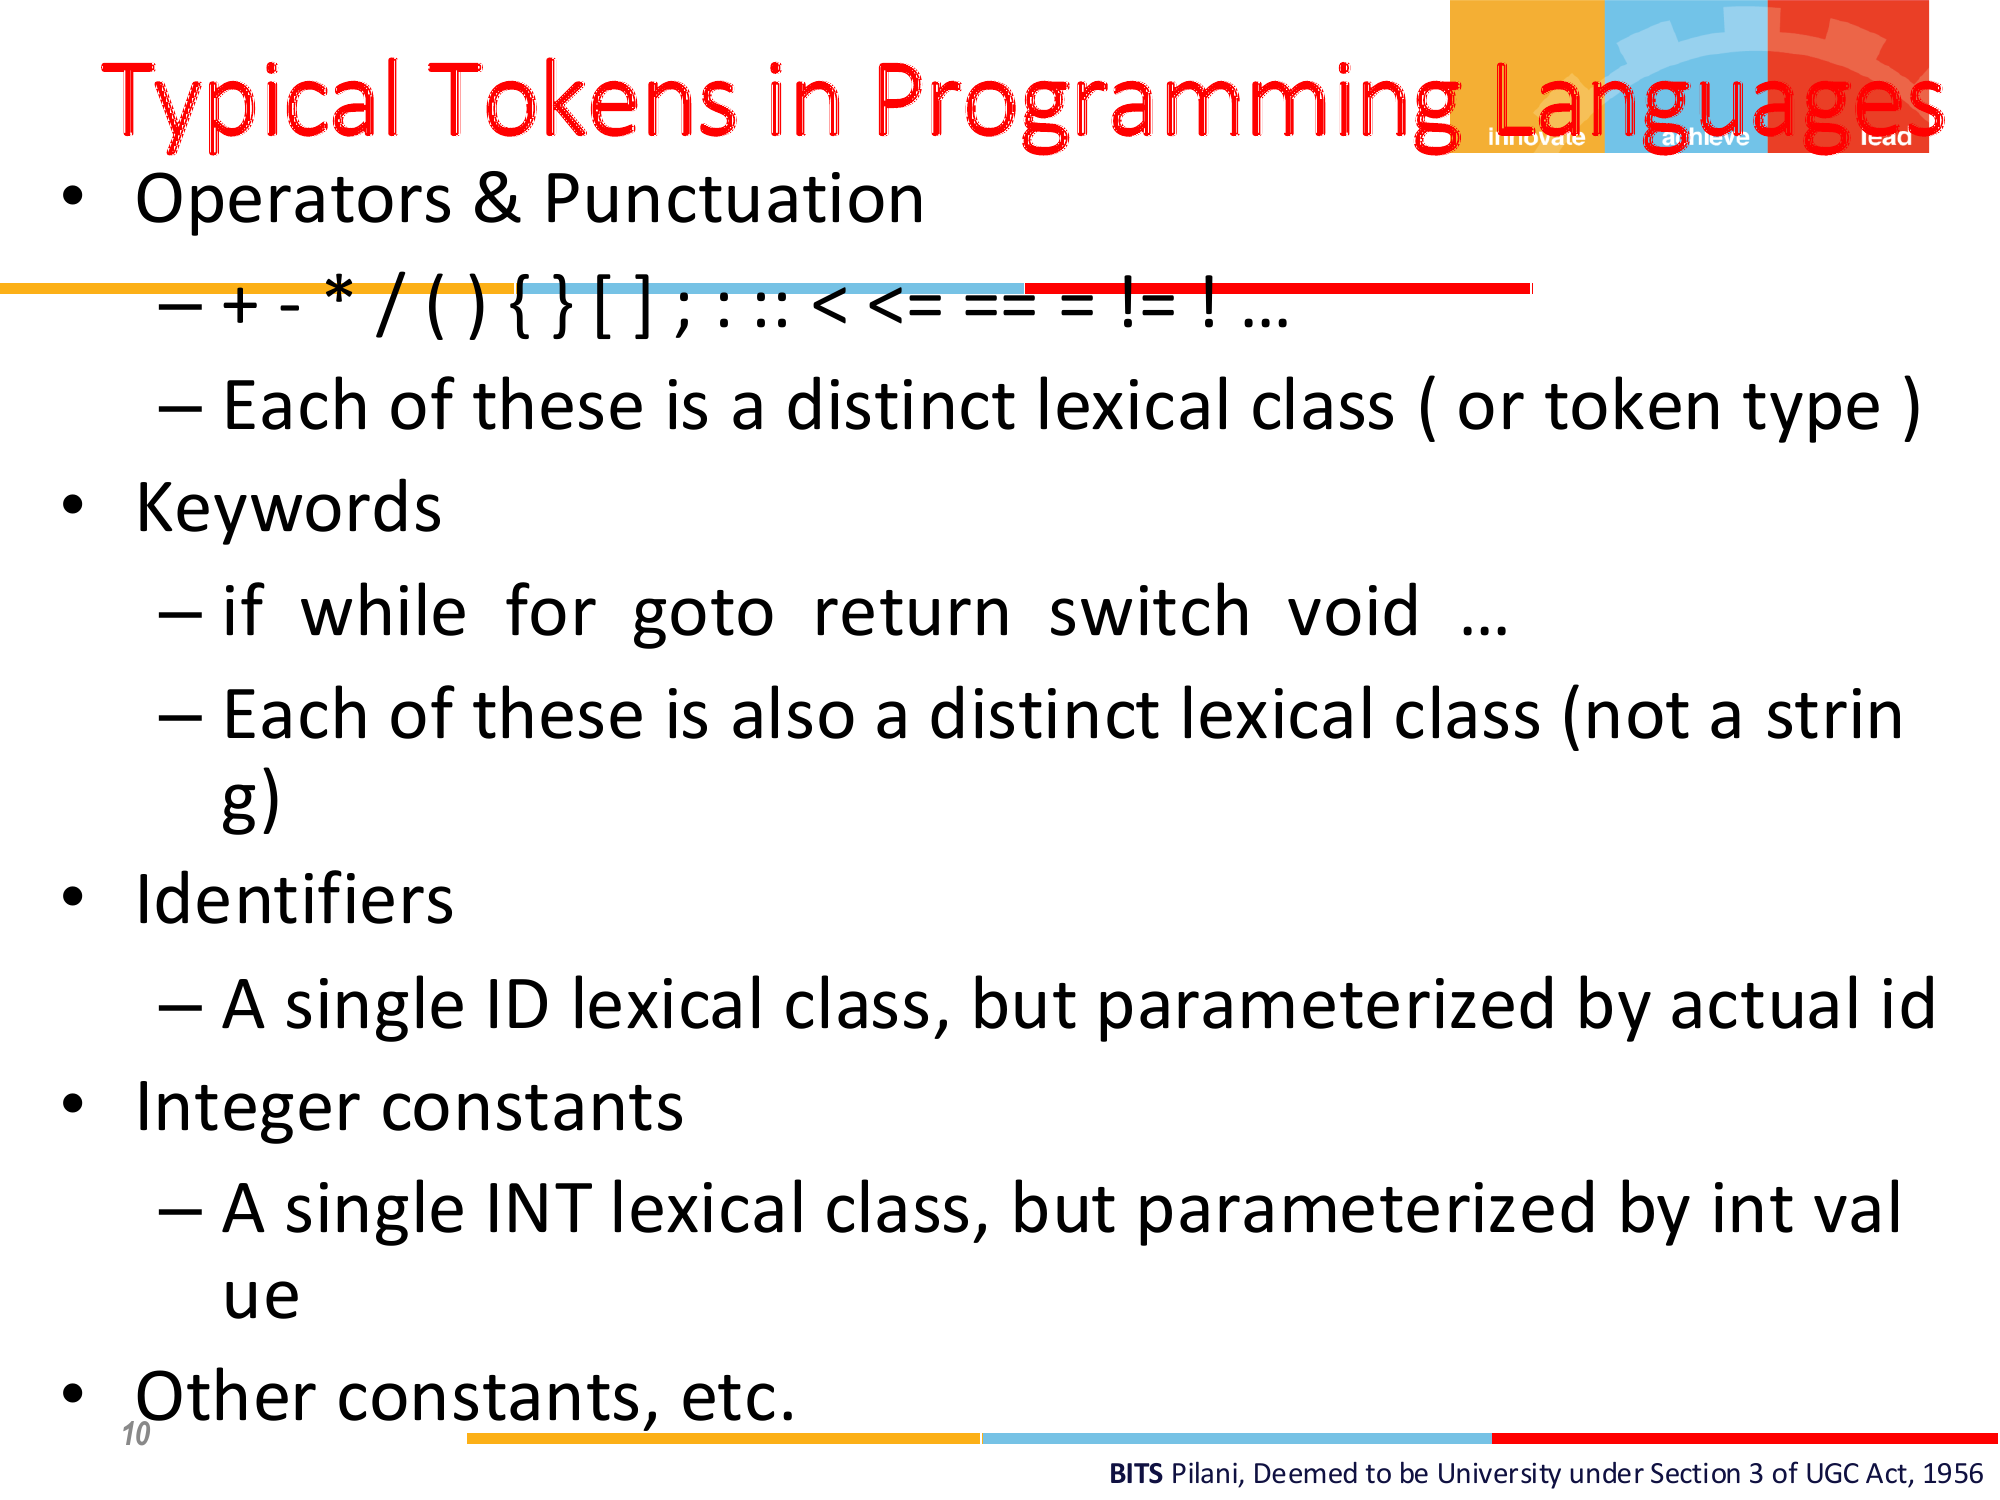 Typical Tokens in Programming Languages
innovate achieve lead
• Operators & Punctuation
– + - * / ( ) { } [ ] ; : :: < <= == = != ! …
– Each of these is a distinct lexical class ( or token type )
• Keywords
– if while for goto return switch void …
– Each of these is also a distinct lexical class (not a strin
g)
• Identifiers
– A single ID lexical class, but parameterized by actual id
• Integer constants
– A single INT lexical class, but parameterized by int val
ue
• Other constants, etc.
10
BITS Pilani, Deemed to be University under Section 3 of UGC Act, 1956